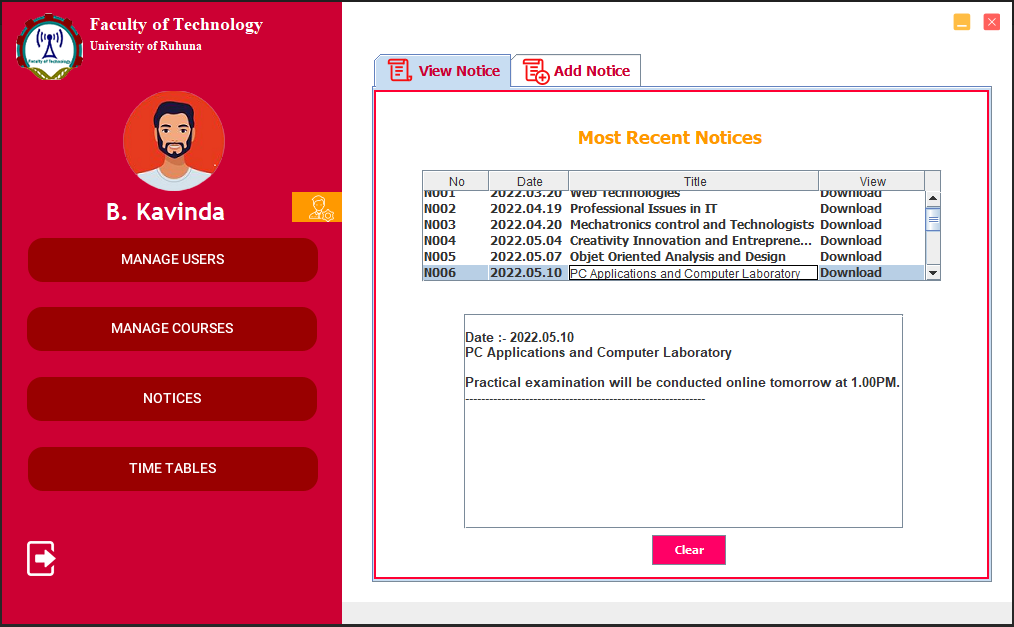 Faculty of Technology
University of Ruhuna
Faculty of Technology
B. Kavinda
MANAGE USERS
MANAGE COURSES
NOTICES
TIME TABLES
View Notice
Add Notice
Most Recent Notices
No Date Title View
N001 2022.03.20 Web Technologies Download
N002 2022.04.19 Professional Issues in IT Download
N003 2022.04.20 Mechatronics control and Technologists Download
N004 2022.05.04 Creativity Innovation and Entreprene... Download
N005 2022.05.07 Objet Oriented Analysis and Design Download
N006 2022.05.10 PC Applications and Computer Laboratory Download
Date :- 2022.05.10
PC Applications and Computer Laboratory
Practical examination will be conducted online tomorrow at 1.00PM.
------------------------------------------------------------
Clear